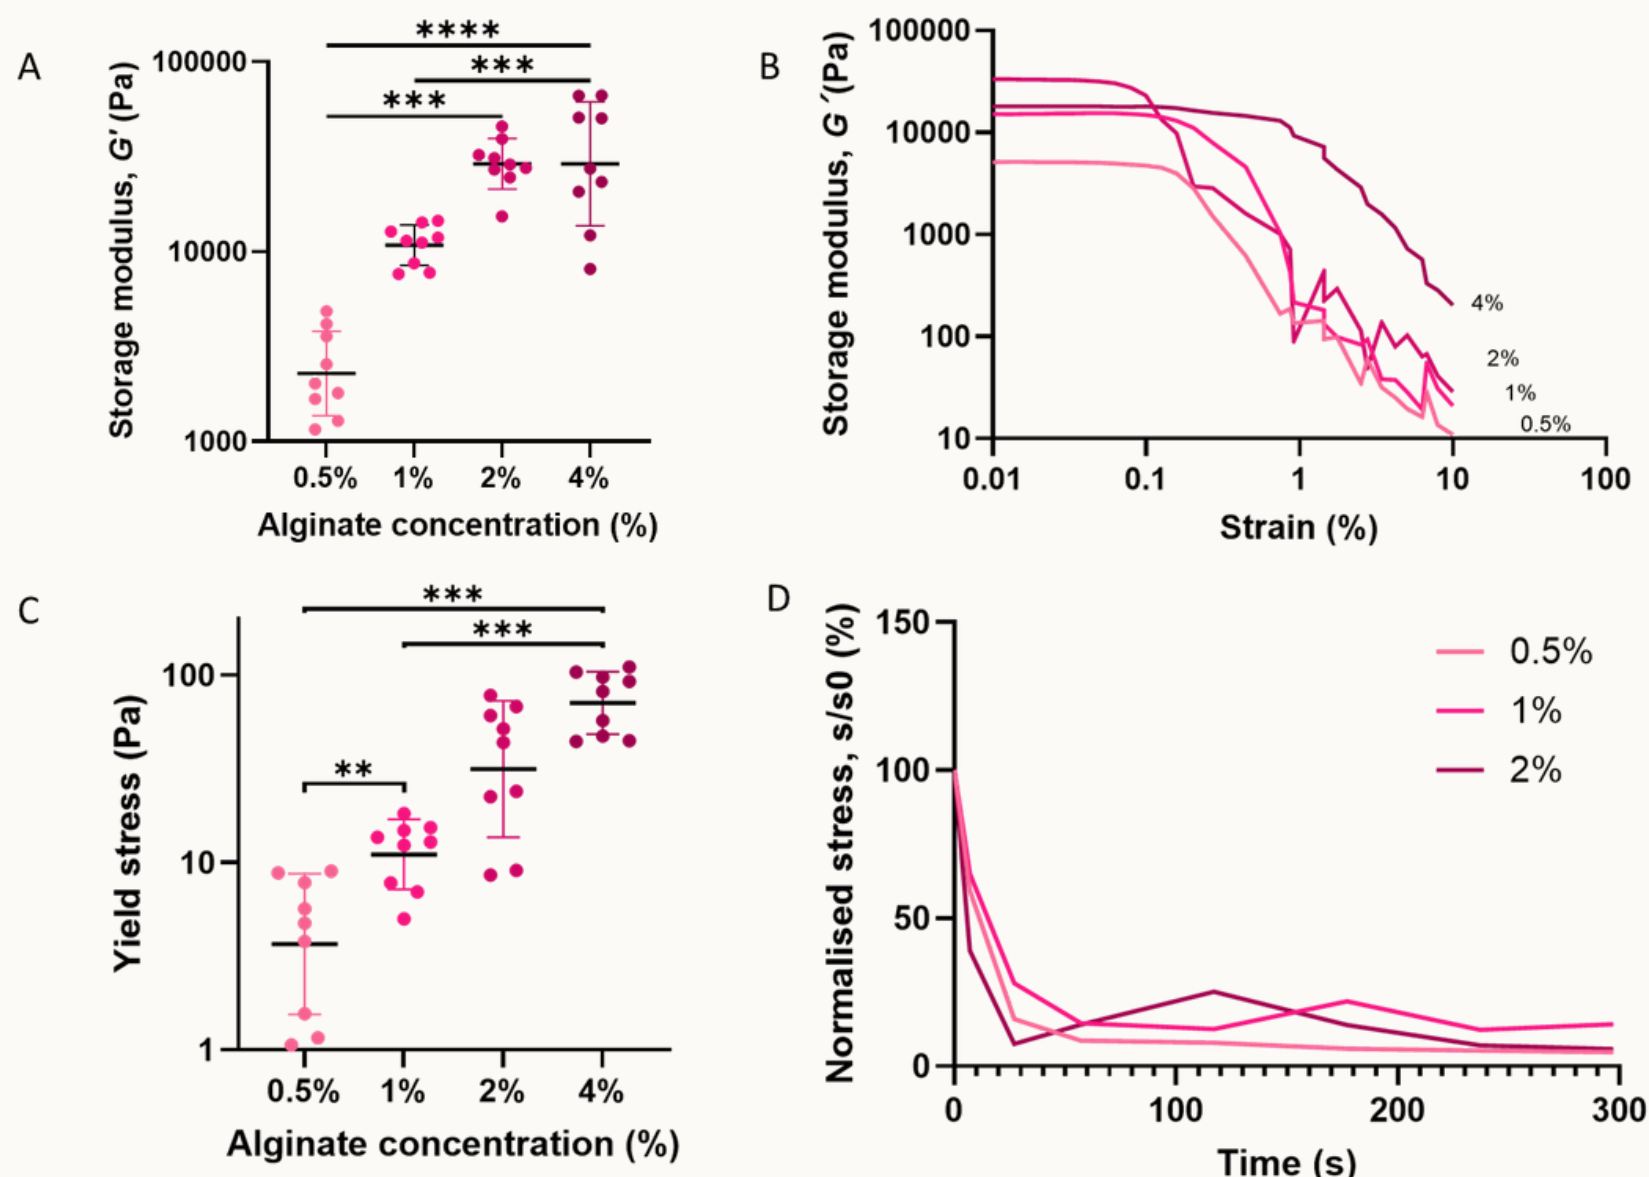 A
Storage modulus, G' (Pa)
100000
10000
1000
****
***
***
0.5% 1% 2% 4%
Alginate concentration (%)
B
Storage modulus, G ´(Pa)
100000
10000
1000
100
10
4%
2%
1%
0.5%
0.01 0.1 1 10 100
Strain (%)
C
Yield stress (Pa)
100
10
1
***
***
**
0.5% 1% 2% 4%
Alginate concentration (%)
D
Normalised stress, s/s0 (%)
150
100
50
0
0.5%
1%
2%
0 100 200 300
Time (s)